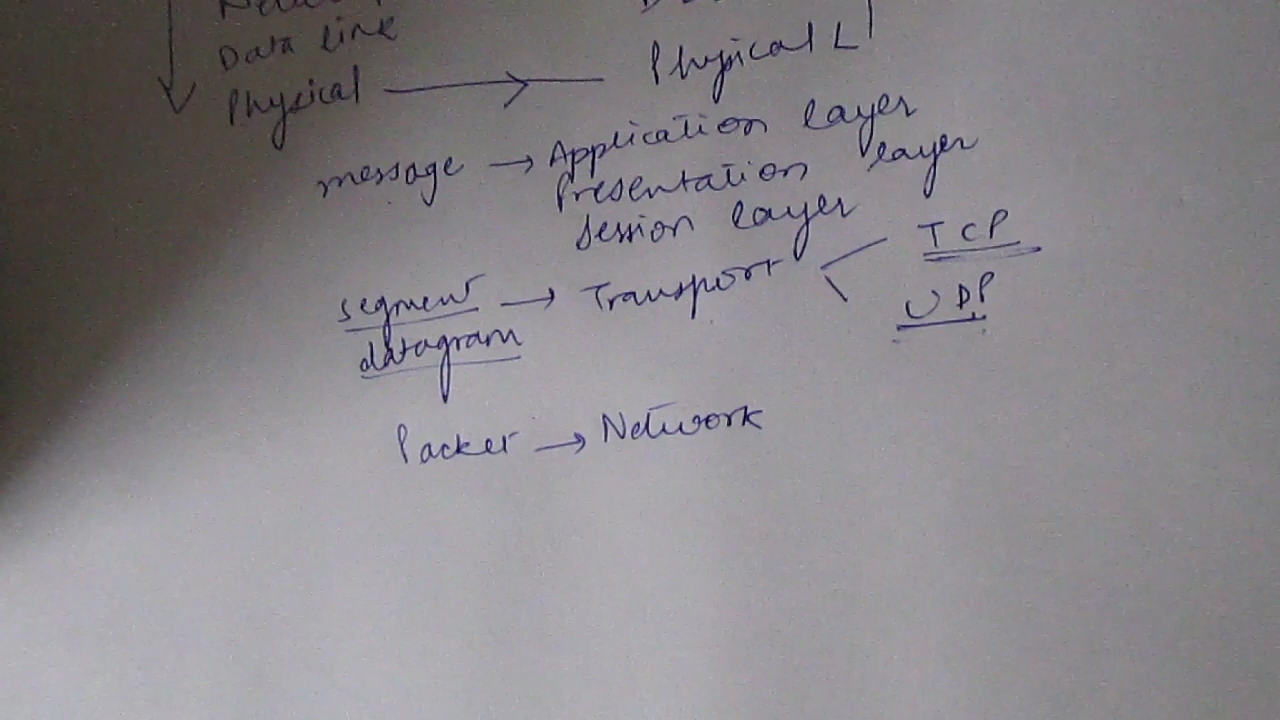 Data link
Physical → Physical L
message → Application layer
Presentation layer
Session layer
segment → Transport < TCP
datagram UDP
Packet → Network